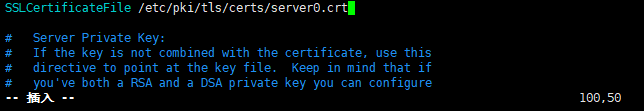 SSLCertificateFile /etc/pki/tls/certs/server0.crt
#   Server Private Key:
#   If the key is not combined with the certificate, use this
#   directive to point at the key file.  Keep in mind that if
#   you've both a RSA and a DSA private key you can configure
-- 插入 --                                                    100,50